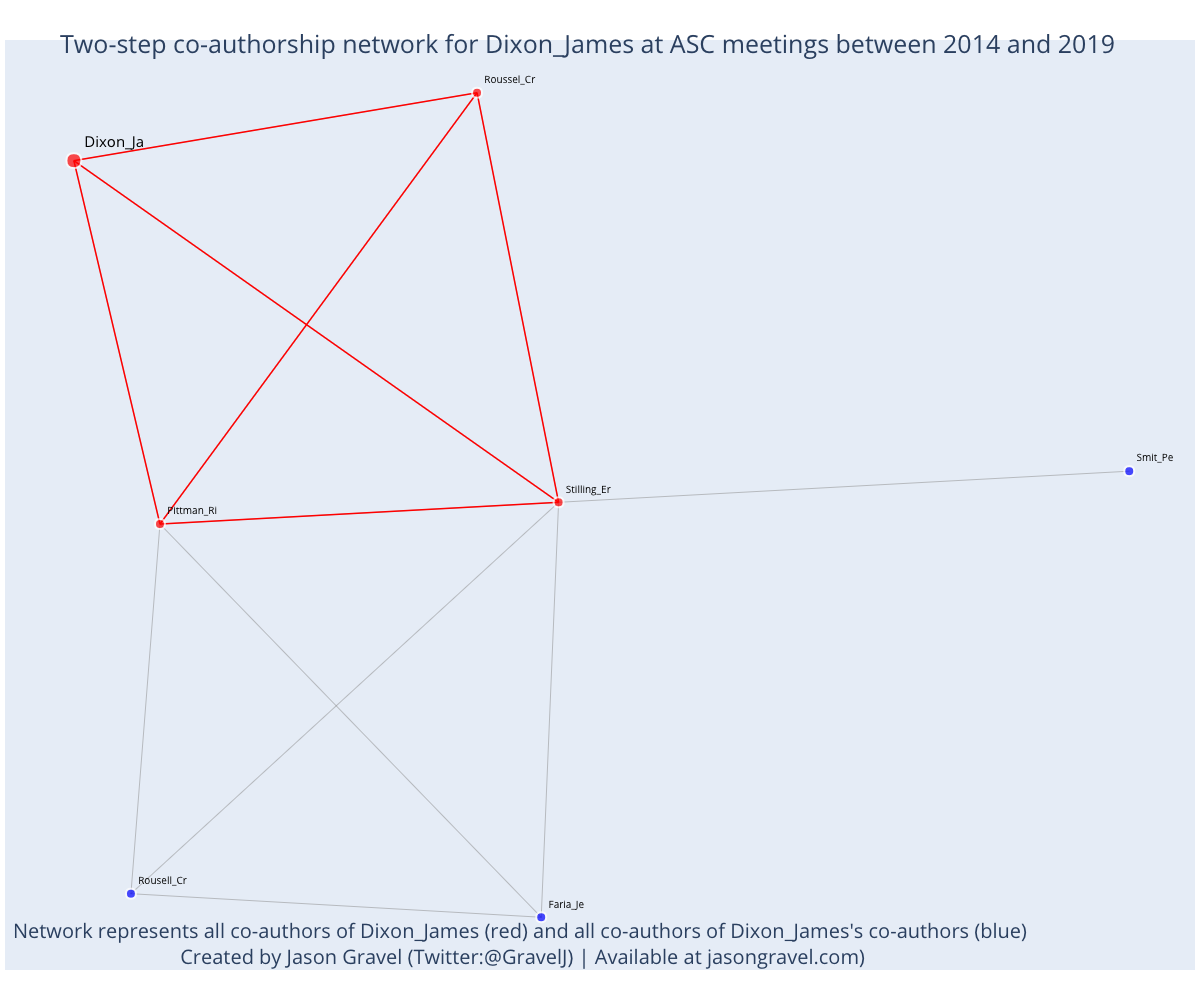 Two-step co-authorship network for Dixon_James at ASC meetings between 2014 and 2019
Roussel_Cr
Dixon_Ja
Smit_Pe
Stilling_Er
Pittman_Ri
Rousell_Cr
Faria_Je
Network represents all co-authors of Dixon_James (red) and all co-authors of Dixon_James's co-authors (blue)
Created by Jason Gravel (Twitter:@GravelJ) | Available at jasongravel.com)